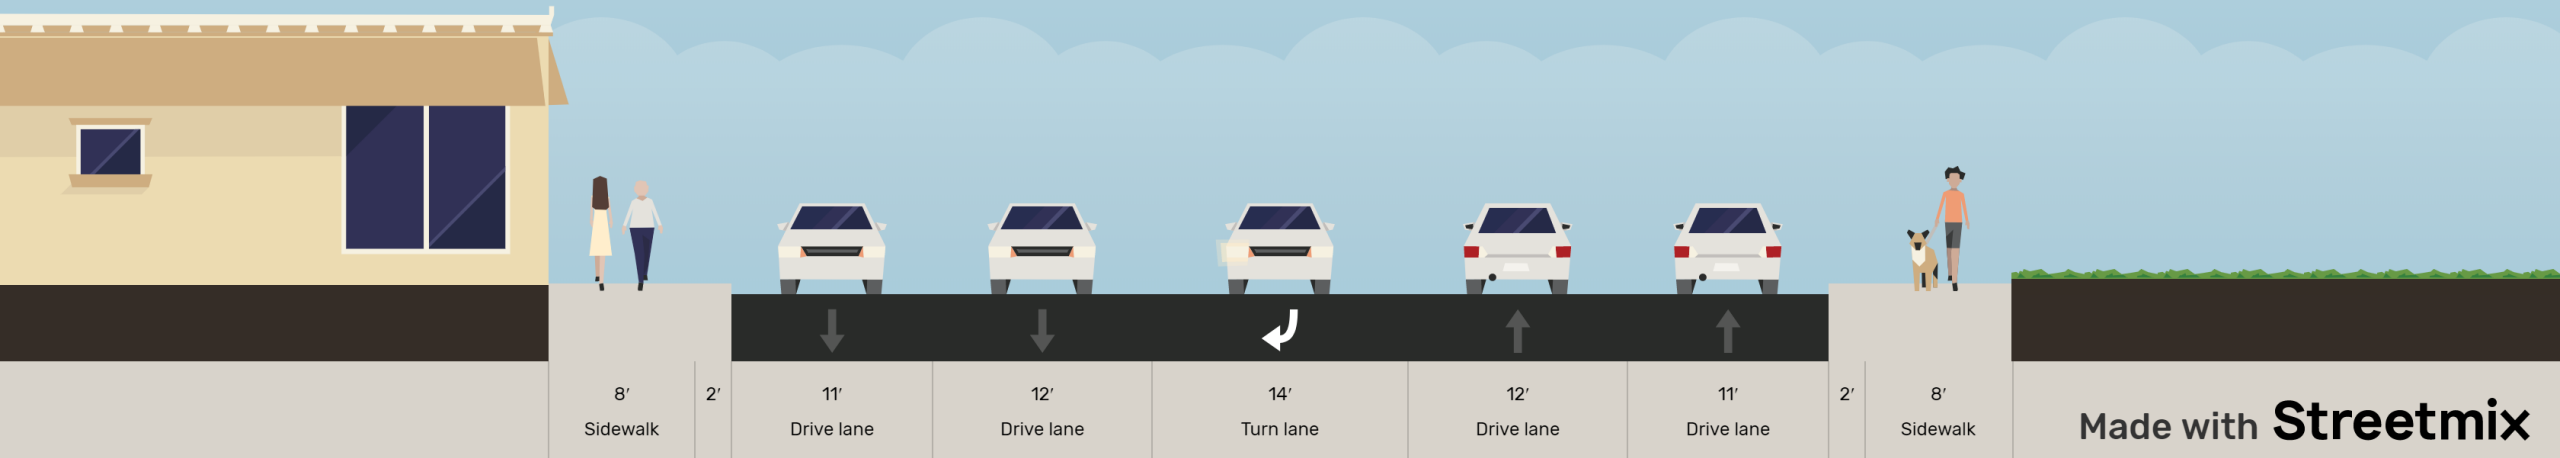 8′ 2′ 11′ 12′ 14′ 12′ 11′ 2′ 8′
Sidewalk Drive lane Drive lane Turn lane Drive lane Drive lane Sidewalk
Made with Streetmix